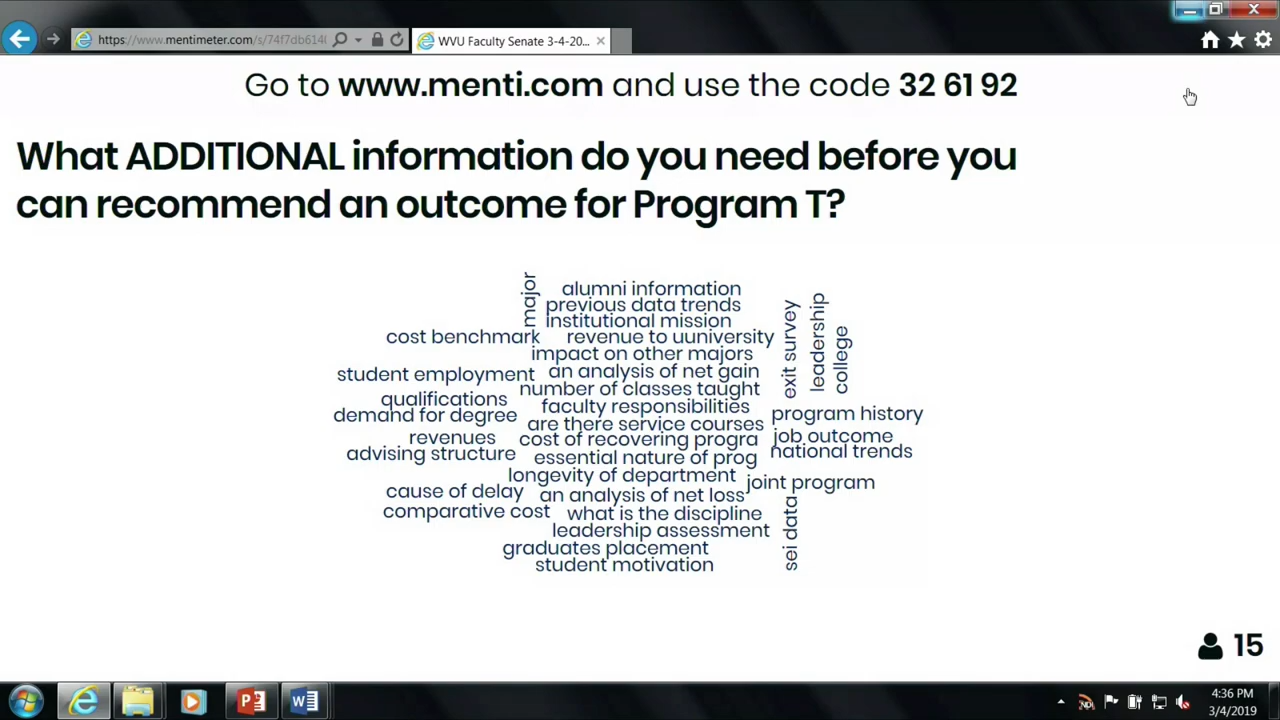 https://www.mentimeter.com/s/74f7db6140
WVU Faculty Senate 3-4-20...
Go to www.menti.com and use the code 32 61 92
What ADDITIONAL information do you need before you
can recommend an outcome for Program T?
major
alumni information
previous data trends
institutional mission
cost benchmark
revenue to uuniversity
impact on other majors
exit survey
leadership
college
student employment
an analysis of net gain
number of classes taught
qualifications
faculty responsibilities
demand for degree
program history
are there service courses
revenues
cost of recovering progra
job outcome
advising structure
essential nature of prog
national trends
longevity of department
joint program
cause of delay
an analysis of net loss
comparative cost
what is the discipline
leadership assessment
sei data
graduates placement
student motivation
15
4:36 PM
3/4/2019